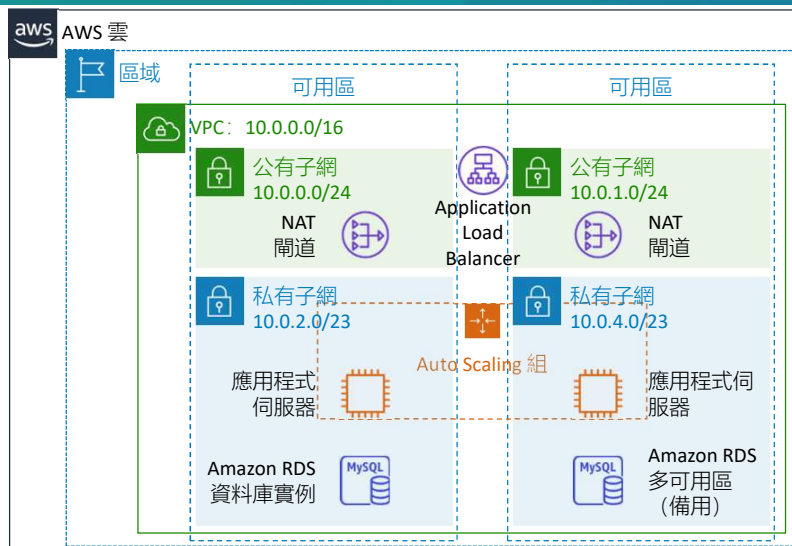 aws
AWS 雲
區域
可用區
可用區
VPC：10.0.0.0/16
公有子網
10.0.0.0/24
NAT
閘道
Application
Load
Balancer
公有子網
10.0.1.0/24
NAT
閘道
私有子網
10.0.2.0/23
私有子網
10.0.4.0/23
Auto Scaling 組
應用程式
伺服器
應用程式伺
服器
Amazon RDS
資料庫實例
MySQL
MySQL
Amazon RDS
多可用區
（備用）